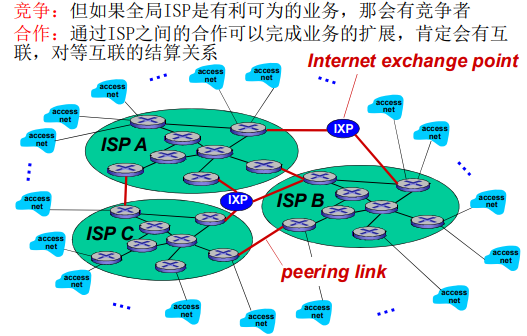 竞争：但如果全局ISP是有利可为的业务，那会有竞争者
合作：通过ISP之间的合作可以完成业务的扩展，肯定会有互
联，对等互联的结算关系
Internet exchange point
access
net
access
net
access
net
access
net
access
net
access
net
access
net
IXP
ISP A
access
net
access
net
IXP
ISP B
access
net
ISP C
access
net
access
net
peering link
access
net
access
net
access
net
access
net
access
net